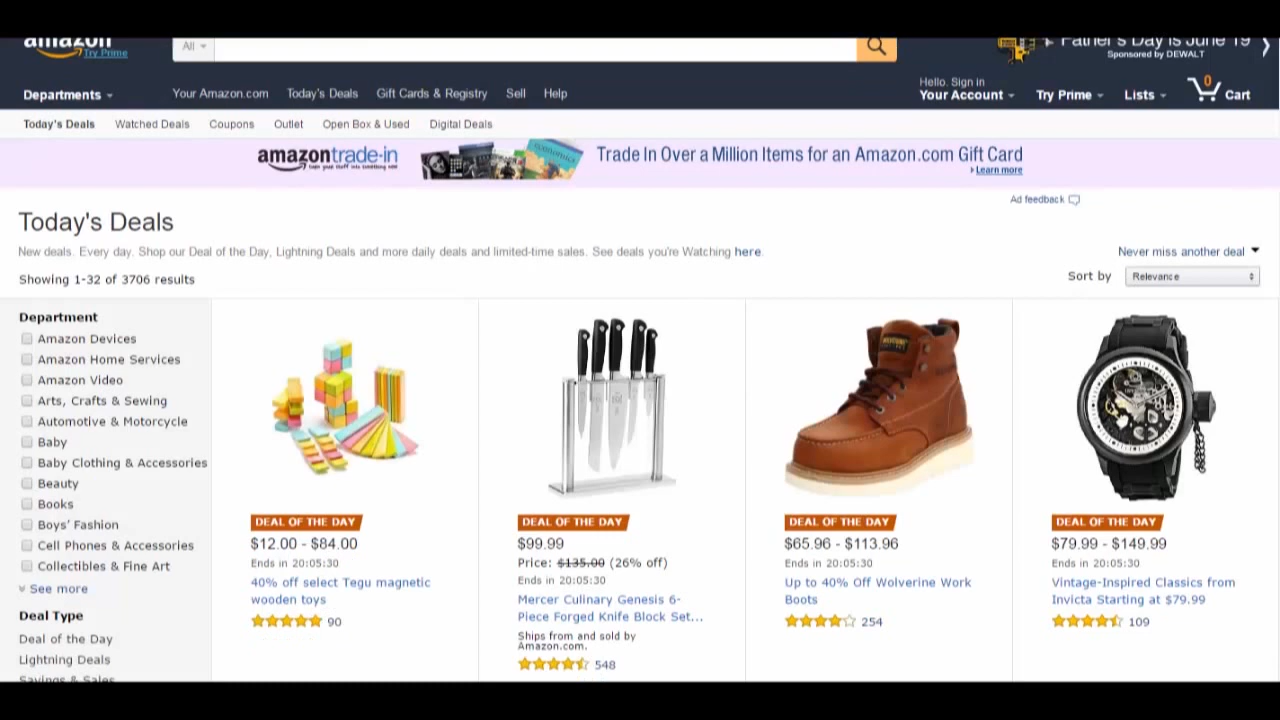 amazon
Try Prime
All
Father's Day is June 19
Sponsored by DEWALT
Departments
Your Amazon.com
Today's Deals
Gift Cards & Registry
Sell
Help
Hello. Sign in
Your Account
Try Prime
Lists
0
Cart
Today's Deals
Watched Deals
Coupons
Outlet
Open Box & Used
Digital Deals
amazontrade-in
economics
Trade In Over a Million Items for an Amazon.com Gift Card
Learn more
Ad feedback
Today's Deals
New deals. Every day. Shop our Deal of the Day, Lightning Deals and more daily deals and limited-time sales. See deals you're Watching here.
Never miss another deal
Showing 1-32 of 3706 results
Sort by
Relevance
Department
Amazon Devices
Amazon Home Services
Amazon Video
Arts, Crafts & Sewing
Automotive & Motorcycle
Baby
Baby Clothing & Accessories
Beauty
Books
Boys' Fashion
Cell Phones & Accessories
Collectibles & Fine Art
See more
Deal Type
Deal of the Day
Lightning Deals
Savings & Sales
DEAL OF THE DAY
$12.00 - $84.00
Ends in 20:05:30
40% off select Tegu magnetic
wooden toys
90
DEAL OF THE DAY
$99.99
Price: $135.00 (26% off)
Ends in 20:05:30
Mercer Culinary Genesis 6-
Piece Forged Knife Block Set...
Ships from and sold by
Amazon.com.
548
WOLVERINE
DEAL OF THE DAY
$65.96 - $113.96
Ends in 20:05:30
Up to 40% Off Wolverine Work
Boots
254
DEAL OF THE DAY
$79.99 - $149.99
Ends in 20:05:30
Vintage-Inspired Classics from
Invicta Starting at $79.99
109